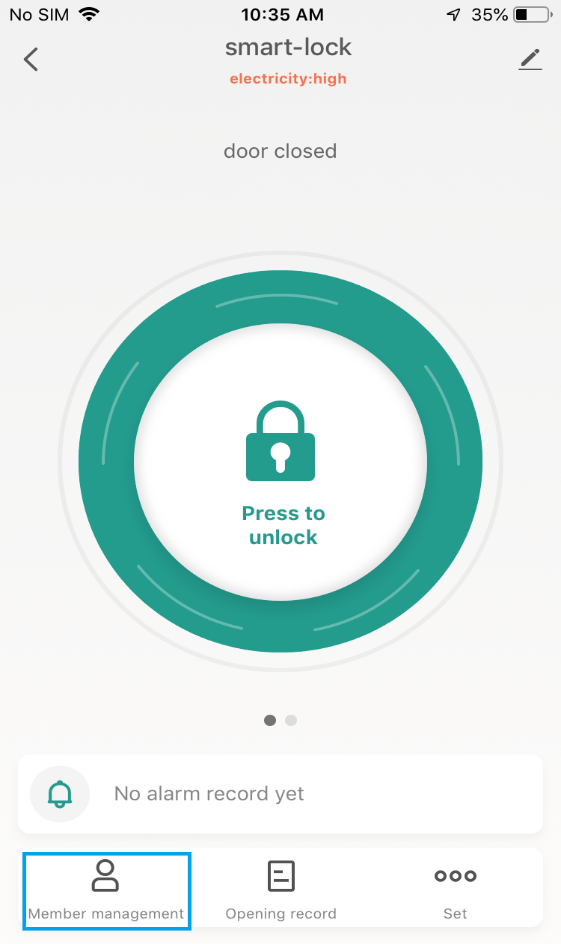 No SIM 10:35 AM 35%
smart-lock
electricity:high
door closed
Press to
unlock
No alarm record yet
Member management Opening record Set